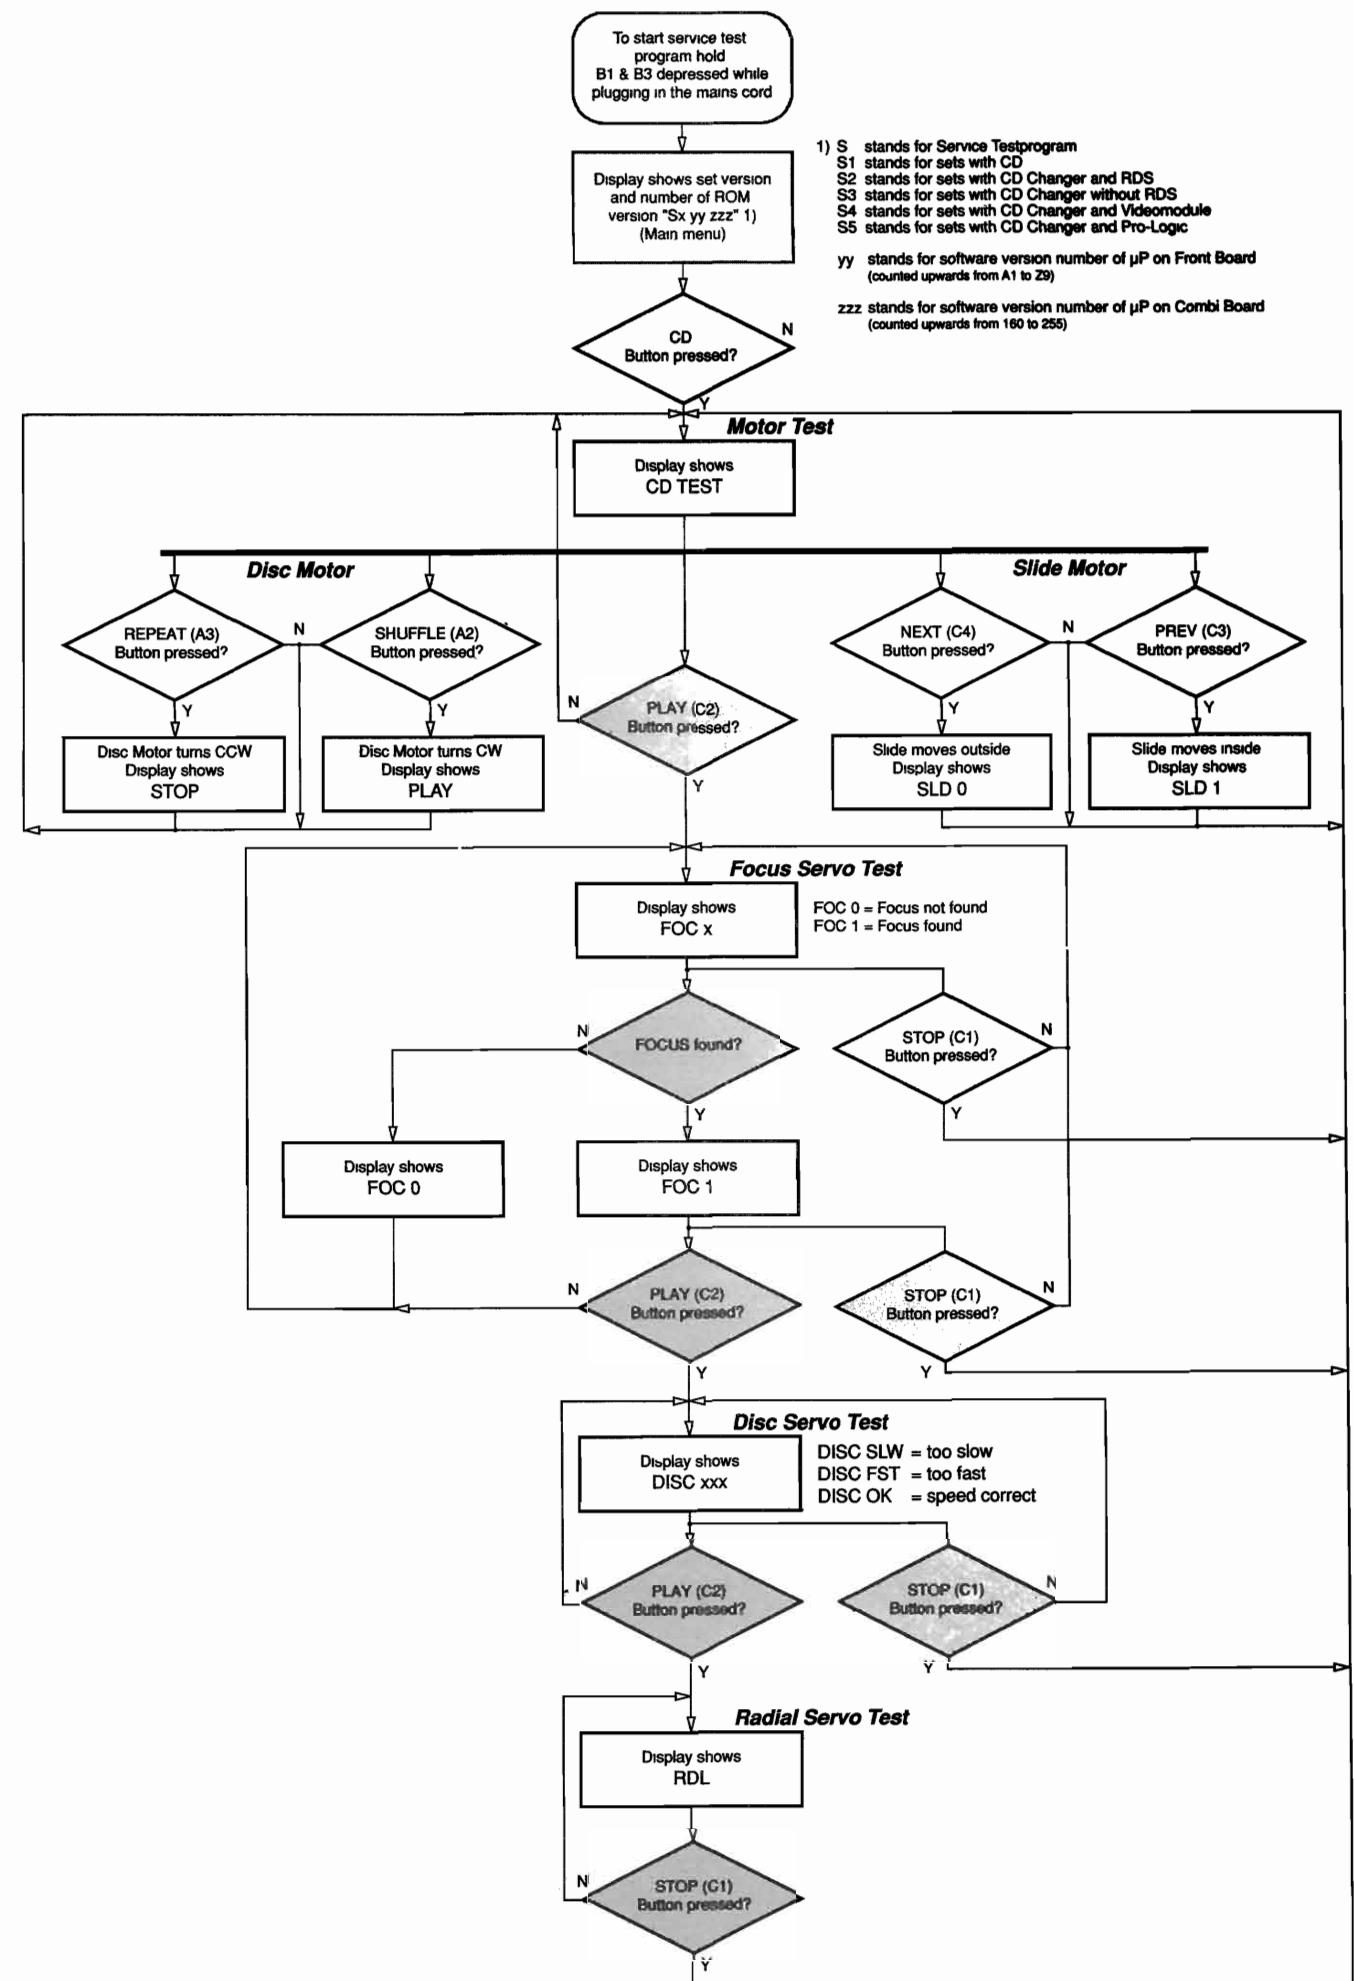 To start service test
program hold
B1 & B3 depressed while
plugging in the mains cord
Display shows set version
and number of ROM
version "Sx yy zzz" 1)
(Main menu)
1) S stands for Service Testprogram
S1 stands for sets with CD
S2 stands for sets with CD Changer and RDS
S3 stands for sets with CD Changer without RDS
S4 stands for sets with CD Changer and Videomodule
S5 stands for sets with CD Changer and Pro-Logic
yy stands for software version number of µP on Front Board
(counted upwards from A1 to Z9)
zzz stands for software version number of µP on Combi Board
(counted upwards from 160 to 255)
CD
Button pressed?
N
Y
Motor Test
Display shows
CD TEST
Disc Motor
Slide Motor
REPEAT (A3)
Button pressed?
N
SHUFFLE (A2)
Button pressed?
NEXT (C4)
Button pressed?
N
PREV (C3)
Button pressed?
Y
Y
N
PLAY (C2)
Button pressed?
Y
Y
Y
Disc Motor turns CCW
Display shows
STOP
Disc Motor turns CW
Display shows
PLAY
Slide moves outside
Display shows
SLD 0
Slide moves inside
Display shows
SLD 1
Focus Servo Test
Display shows
FOC x
FOC 0 = Focus not found
FOC 1 = Focus found
N
FOCUS found?
Y
STOP (C1)
Button pressed?
N
Y
Display shows
FOC 0
Display shows
FOC 1
N
PLAY (C2)
Button pressed?
Y
STOP (C1)
Button pressed?
N
Y
Disc Servo Test
Display shows
DISC xxx
DISC SLW = too slow
DISC FST = too fast
DISC OK = speed correct
N
PLAY (C2)
Button pressed?
Y
STOP (C1)
Button pressed?
N
Y
Radial Servo Test
Display shows
RDL
N
STOP (C1)
Button pressed?
Y